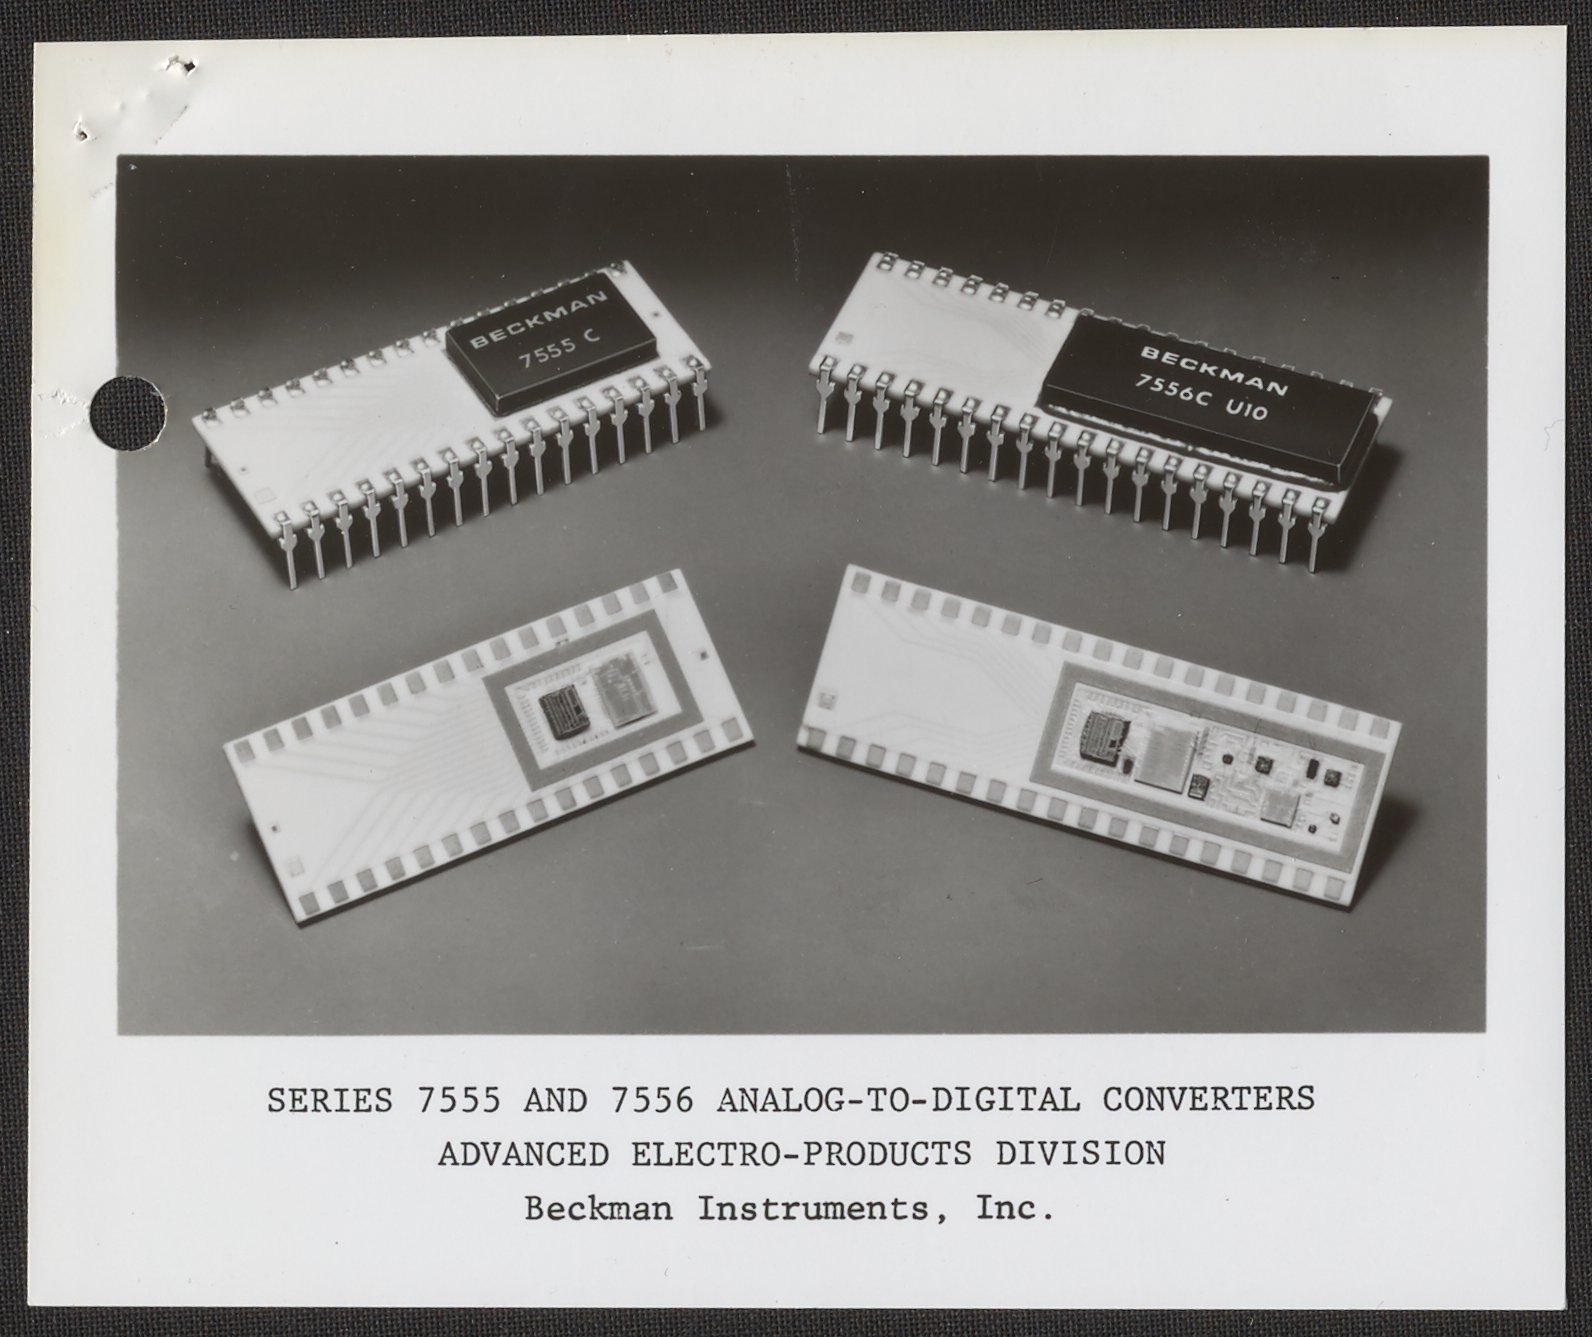 BECKMAN
7555 C
BECKMAN
7556C U10
SERIES 7555 AND 7556 ANALOG-TO-DIGITAL CONVERTERS
ADVANCED ELECTRO-PRODUCTS DIVISION
Beckman Instruments, Inc.